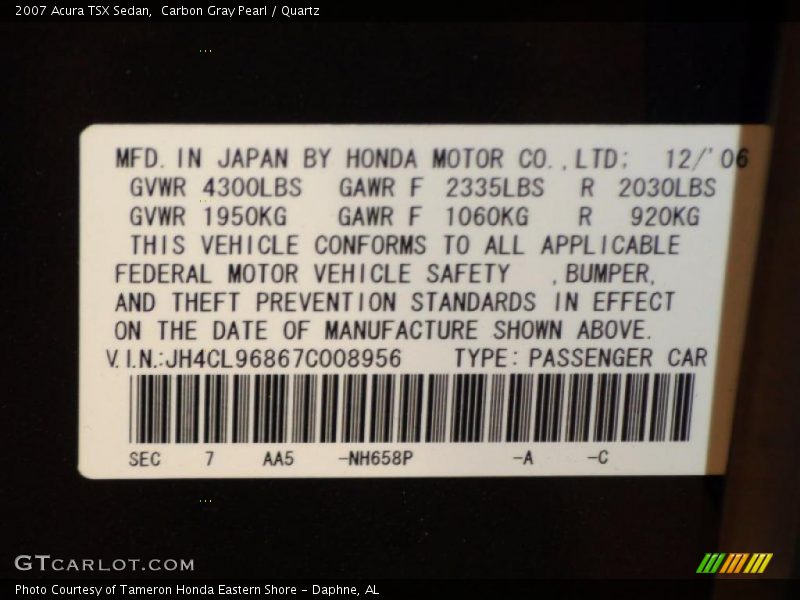 2007 Acura TSX Sedan,  Carbon Gray Pearl / Quartz
MFD. IN JAPAN BY HONDA MOTOR CO.,LTD; 12/'06
GVWR 4300LBS GAWR F 2335LBS R 2030LBS
GVWR 1950KG GAWR F 1060KG R 920KG
THIS VEHICLE CONFORMS TO ALL APPLICABLE
FEDERAL MOTOR VEHICLE SAFETY ,BUMPER,
AND THEFT PREVENTION STANDARDS IN EFFECT
ON THE DATE OF MANUFACTURE SHOWN ABOVE.
V.I.N.:JH4CL96867C008956 TYPE: PASSENGER CAR
SEC 7 AA5 -NH658P -A -C
GTCARLOT.COM
Photo Courtesy of Tameron Honda Eastern Shore - Daphne, AL